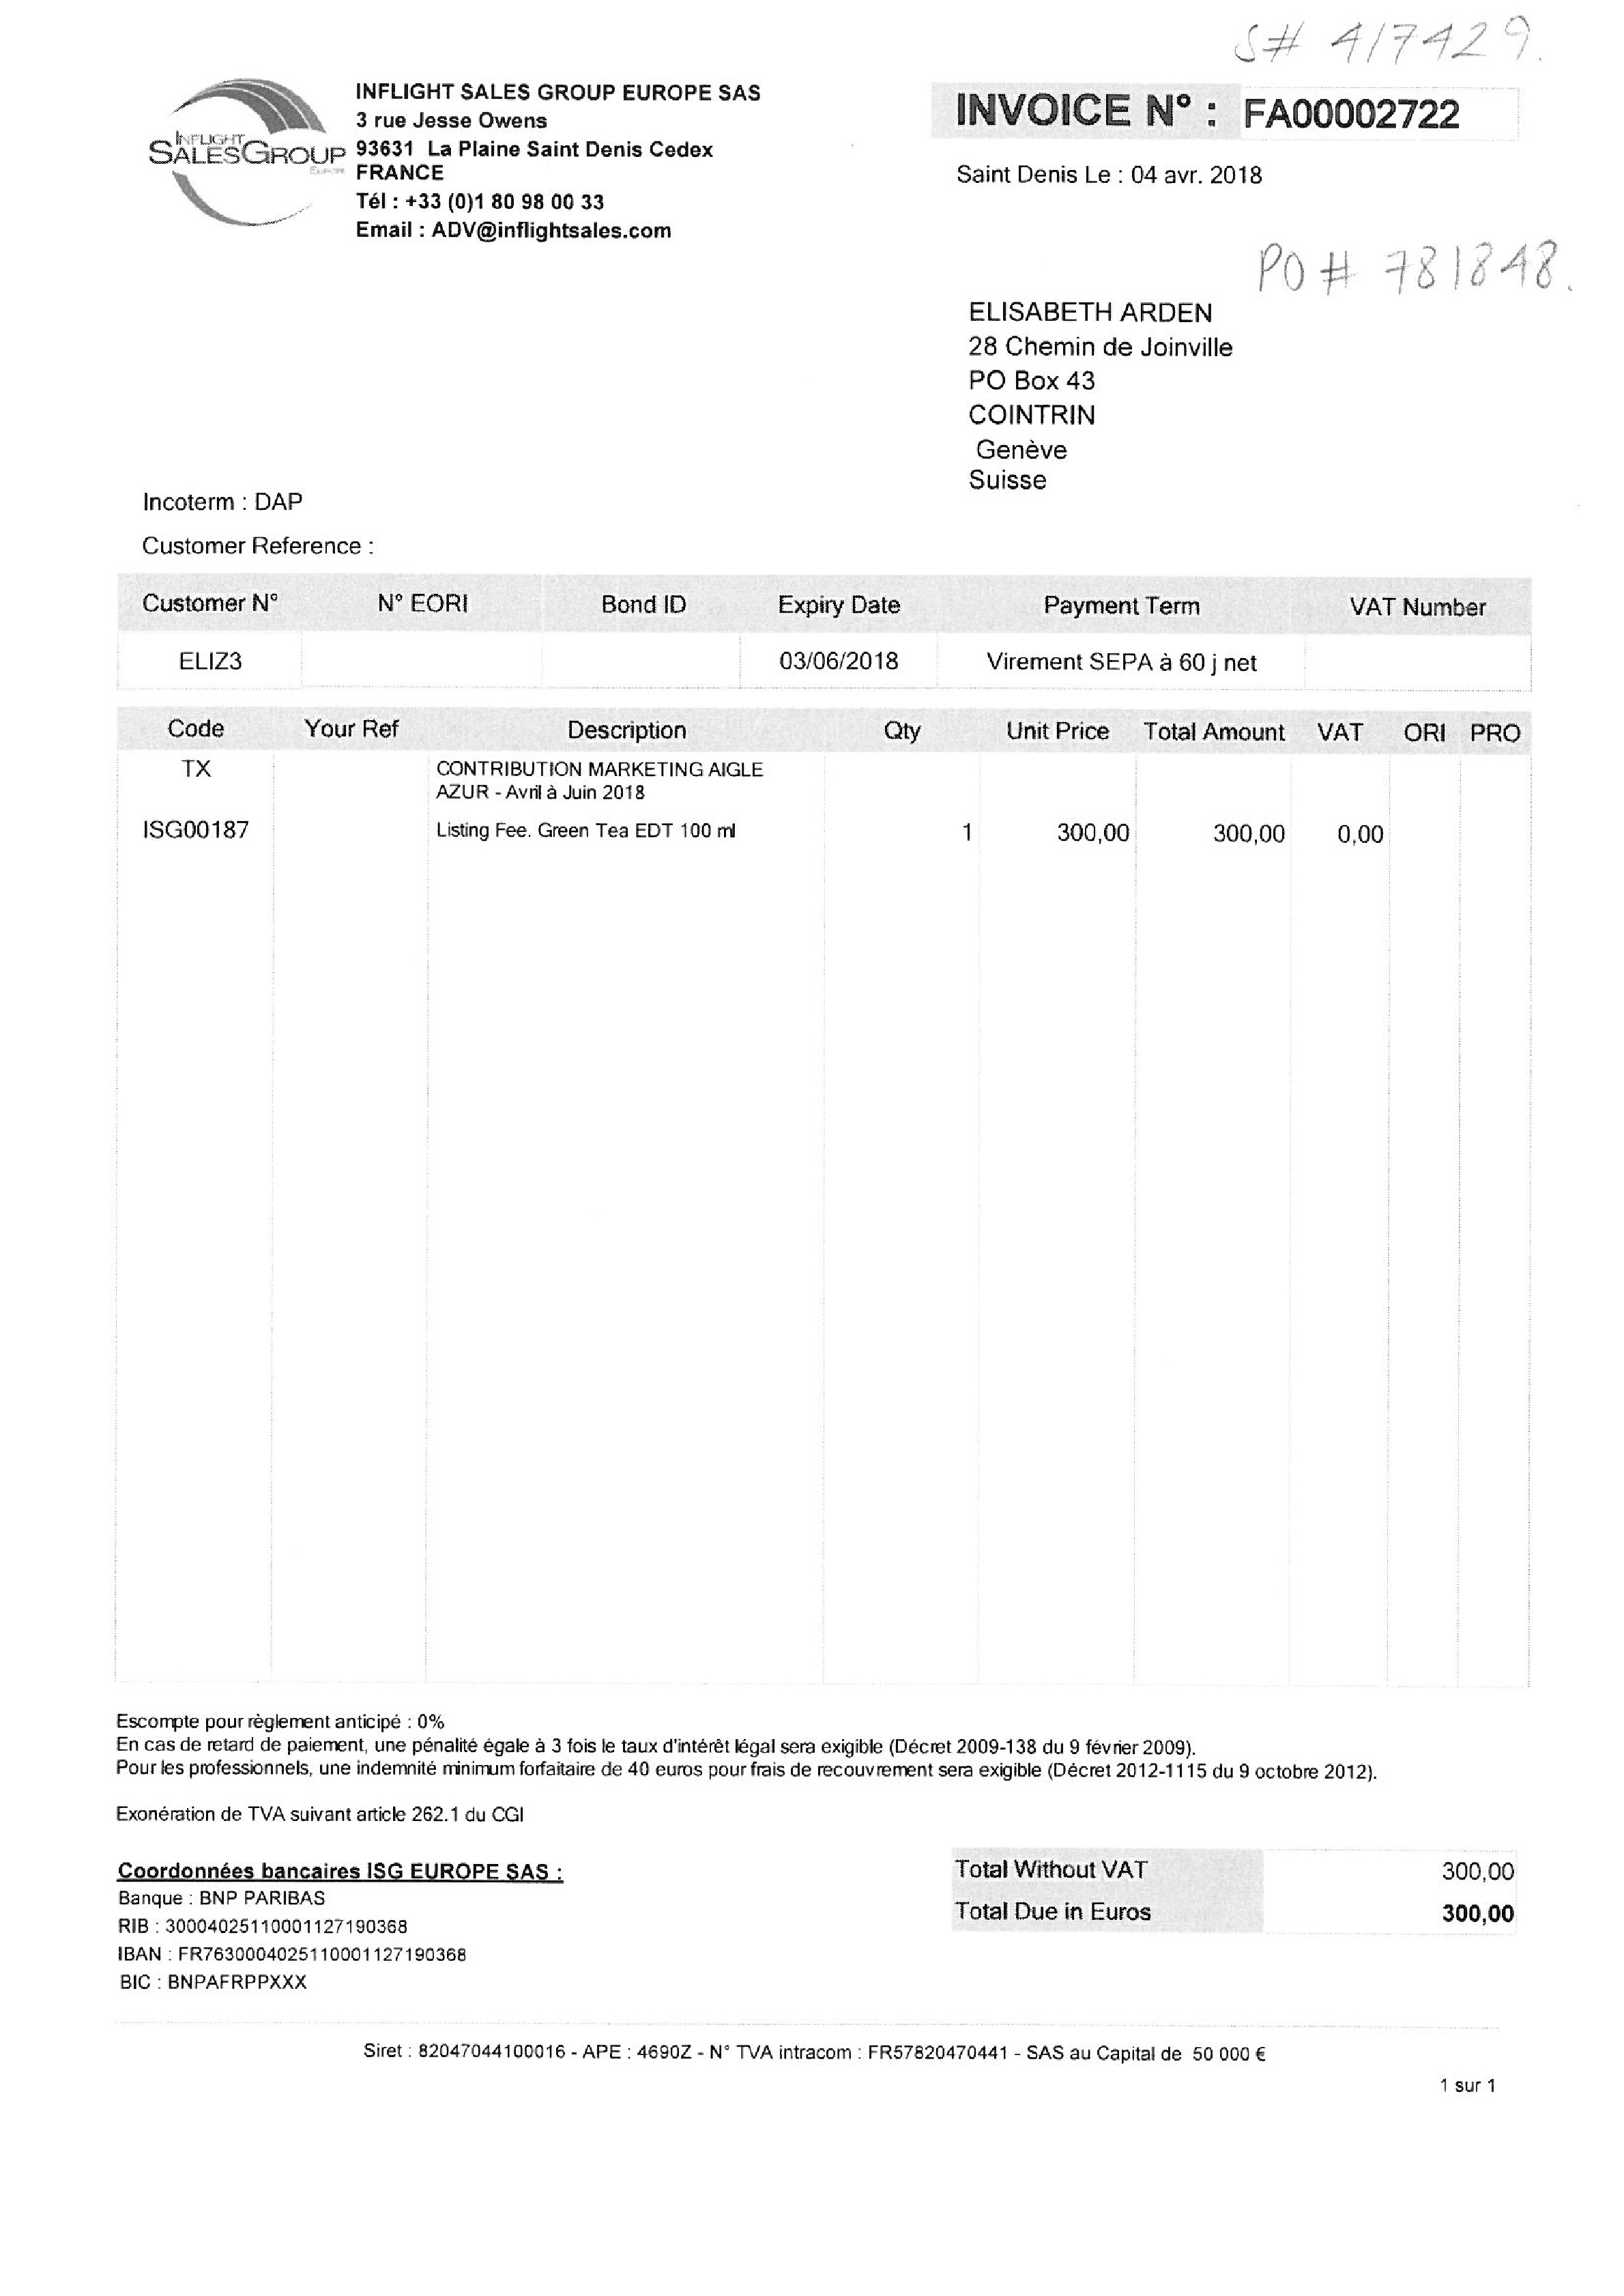 S# 417429.
INFLIGHT
SALESGROUP
EUROPE
INFLIGHT SALES GROUP EUROPE SAS
3 rue Jesse Owens
93631 La Plaine Saint Denis Cedex
FRANCE
Tél : +33 (0)1 80 98 00 33
Email : ADV@inflightsales.com
INVOICE N° : FA00002722
Saint Denis Le : 04 avr. 2018
PO # 781848.
ELISABETH ARDEN
28 Chemin de Joinville
PO Box 43
COINTRIN
Genève
Suisse
Incoterm : DAP
Customer Reference :
Customer N° N° EORI Bond ID Expiry Date Payment Term VAT Number
ELIZ3 03/06/2018 Virement SEPA à 60 j net
Code Your Ref Description Qty Unit Price Total Amount VAT ORI PRO
TX CONTRIBUTION MARKETING AIGLE
AZUR - Avril à Juin 2018
ISG00187 Listing Fee. Green Tea EDT 100 ml 1 300,00 300,00 0,00
Escompte pour règlement anticipé : 0%
En cas de retard de paiement, une pénalité égale à 3 fois le taux d'intérêt légal sera exigible (Décret 2009-138 du 9 février 2009).
Pour les professionnels, une indemnité minimum forfaitaire de 40 euros pour frais de recouvrement sera exigible (Décret 2012-1115 du 9 octobre 2012).
Exonération de TVA suivant article 262.1 du CGI
Coordonnées bancaires ISG EUROPE SAS :
Banque : BNP PARIBAS
RIB : 30004025110001127190368
IBAN : FR7630004025110001127190368
BIC : BNPAFRPPXXX
Total Without VAT 300,00
Total Due in Euros 300,00
Siret : 82047044100016 - APE : 4690Z - N° TVA intracom : FR57820470441 - SAS au Capital de 50 000 €
1 sur 1